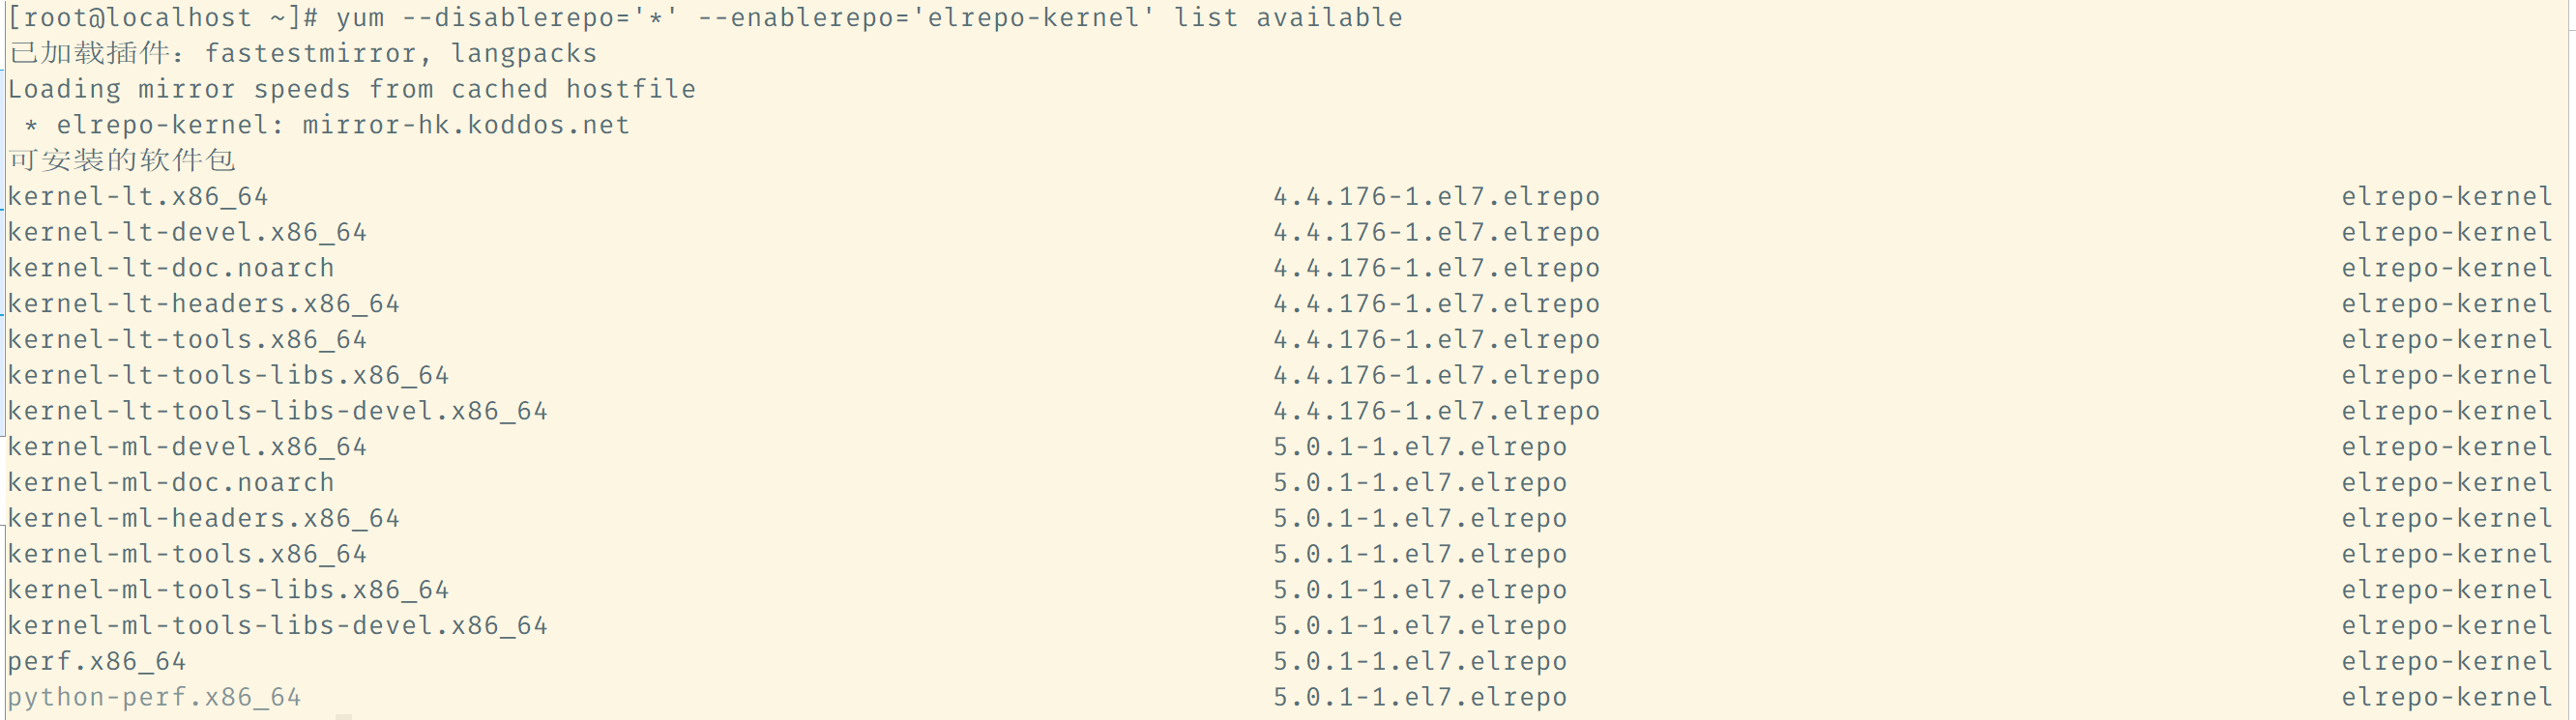 [root@localhost ~]# yum --disablerepo='*' --enablerepo='elrepo-kernel' list available
已加载插件：fastestmirror, langpacks
Loading mirror speeds from cached hostfile
 * elrepo-kernel: mirror-hk.koddos.net
可安装的软件包
kernel-lt.x86_64 4.4.176-1.el7.elrepo elrepo-kernel
kernel-lt-devel.x86_64 4.4.176-1.el7.elrepo elrepo-kernel
kernel-lt-doc.noarch 4.4.176-1.el7.elrepo elrepo-kernel
kernel-lt-headers.x86_64 4.4.176-1.el7.elrepo elrepo-kernel
kernel-lt-tools.x86_64 4.4.176-1.el7.elrepo elrepo-kernel
kernel-lt-tools-libs.x86_64 4.4.176-1.el7.elrepo elrepo-kernel
kernel-lt-tools-libs-devel.x86_64 4.4.176-1.el7.elrepo elrepo-kernel
kernel-ml-devel.x86_64 5.0.1-1.el7.elrepo elrepo-kernel
kernel-ml-doc.noarch 5.0.1-1.el7.elrepo elrepo-kernel
kernel-ml-headers.x86_64 5.0.1-1.el7.elrepo elrepo-kernel
kernel-ml-tools.x86_64 5.0.1-1.el7.elrepo elrepo-kernel
kernel-ml-tools-libs.x86_64 5.0.1-1.el7.elrepo elrepo-kernel
kernel-ml-tools-libs-devel.x86_64 5.0.1-1.el7.elrepo elrepo-kernel
perf.x86_64 5.0.1-1.el7.elrepo elrepo-kernel
python-perf.x86_64 5.0.1-1.el7.elrepo elrepo-kernel